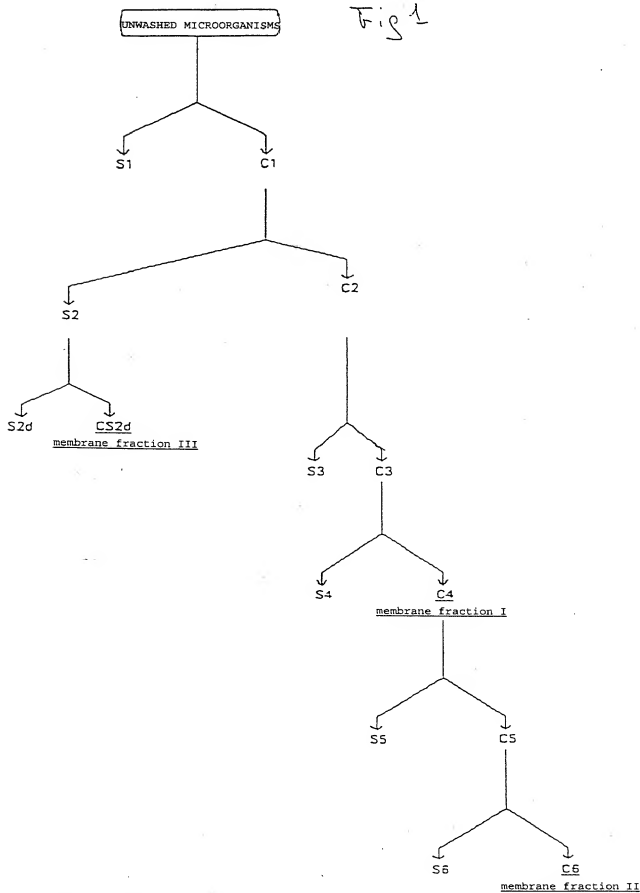 Fig 1
UNWASHED MICROORGANISMS
S1 C1
C2
S2
S2d CS2d
membrane fraction III
S3 C3
S4 C4
membrane fraction I
S5 C5
S6 C6
membrane fraction II